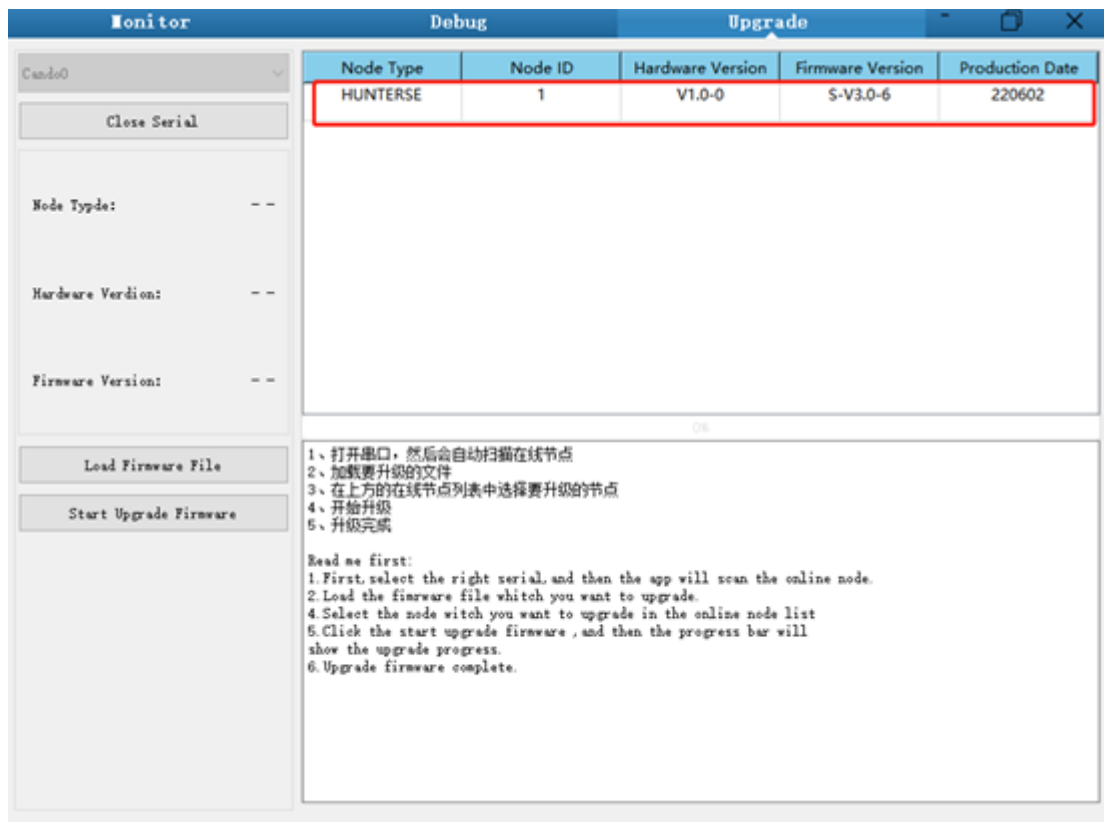 Monitor
Debug
Upgrade
Cando0
Close Serial
Node Typde:
--
Hardware Verdion:
--
Firmware Version:
--
Load Firmware File
Start Upgrade Firmware
Node Type
Node ID
Hardware Version
Firmware Version
Production Date
HUNTERSE
1
V1.0-0
S-V3.0-6
220602
0%
1、打开串口，然后会自动扫描在线节点
2、加载要升级的文件
3、在上方的在线节点列表中选择要升级的节点
4、开始升级
5、升级完成
Read me first:
1.First,select the right serial,and then the app will scan the online node.
2.Load the fimrware file whitch you want to upgrade.
4.Select the node witch you want to upgrade in the online node list
5.Click the start upgrade firmware ,and then the progress bar will
show the upgrade progress.
6.Upgrade firmware complete.